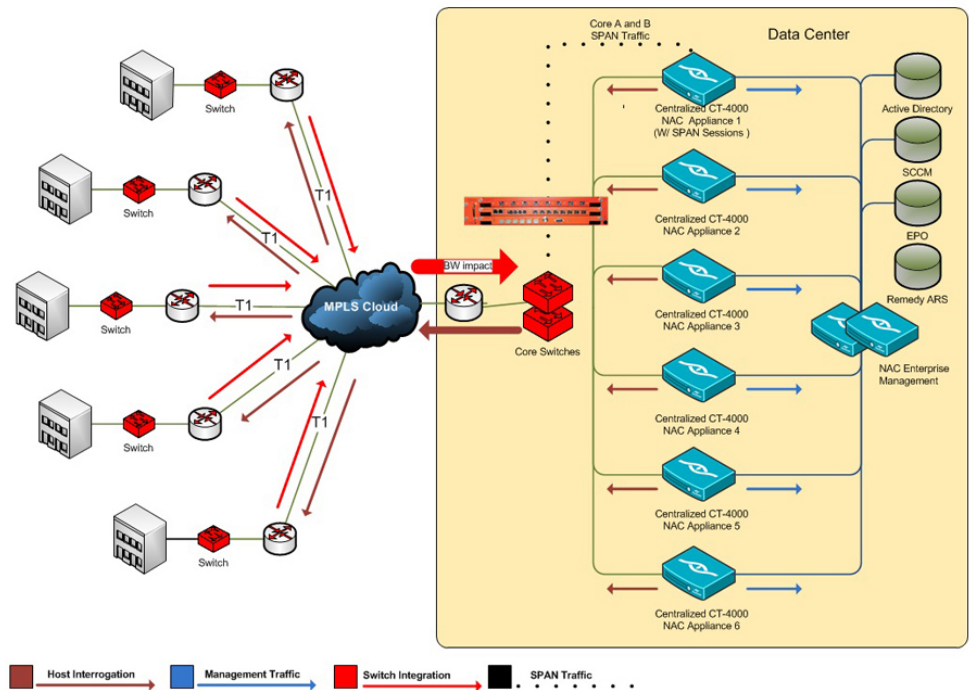 Core A and B
SPAN Traffic
Data Center
Switch
T1
Switch
T1
Switch
T1
Switch
T1
Switch
T1
MPLS Cloud
BW impact
Core Switches
Centralized CT-4000
NAC Appliance 1
(W/ SPAN Sessions )
Centralized CT-4000
NAC Appliance 2
Centralized CT-4000
NAC Appliance 3
Centralized CT-4000
NAC Appliance 4
Centralized CT-4000
NAC Appliance 5
Centralized CT-4000
NAC Appliance 6
Active Directory
SCCM
EPO
Remedy ARS
NAC Enterprise
Management
Host Interrogation
Management Traffic
Switch Integration
SPAN Traffic